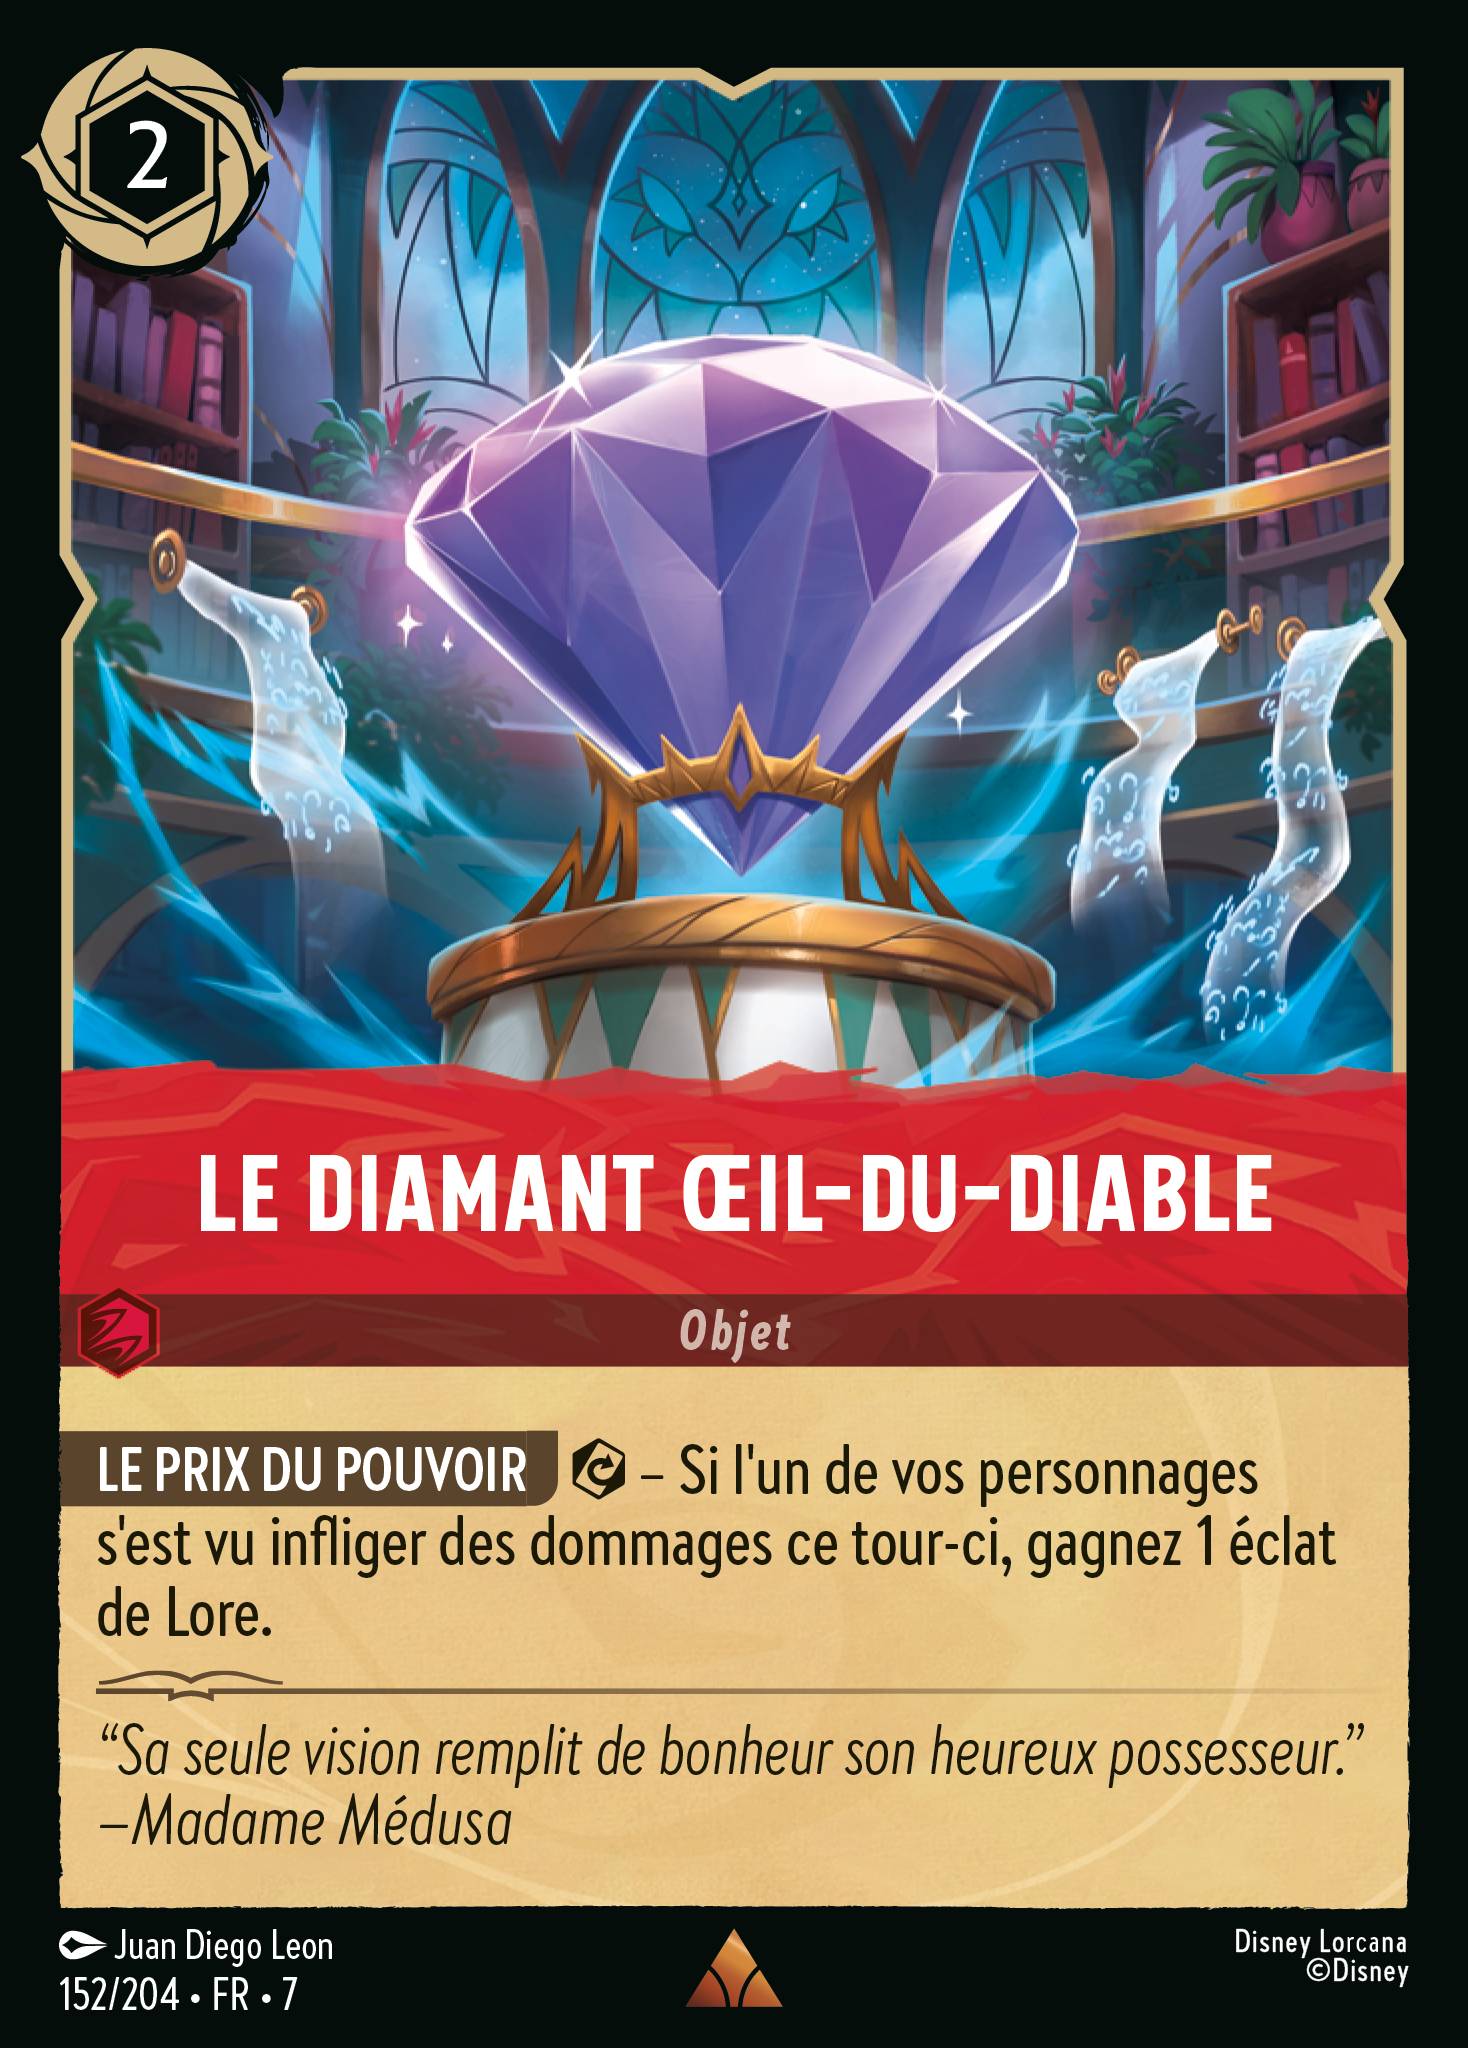 2
LE DIAMANT ŒIL-DU-DIABLE
Objet
LE PRIX DU POUVOIR – Si l'un de vos personnages
s'est vu infliger des dommages ce tour-ci, gagnez 1 éclat
de Lore.
“Sa seule vision remplit de bonheur son heureux possesseur.”
–Madame Médusa
Juan Diego Leon
152/204 • FR • 7
Disney Lorcana
©Disney